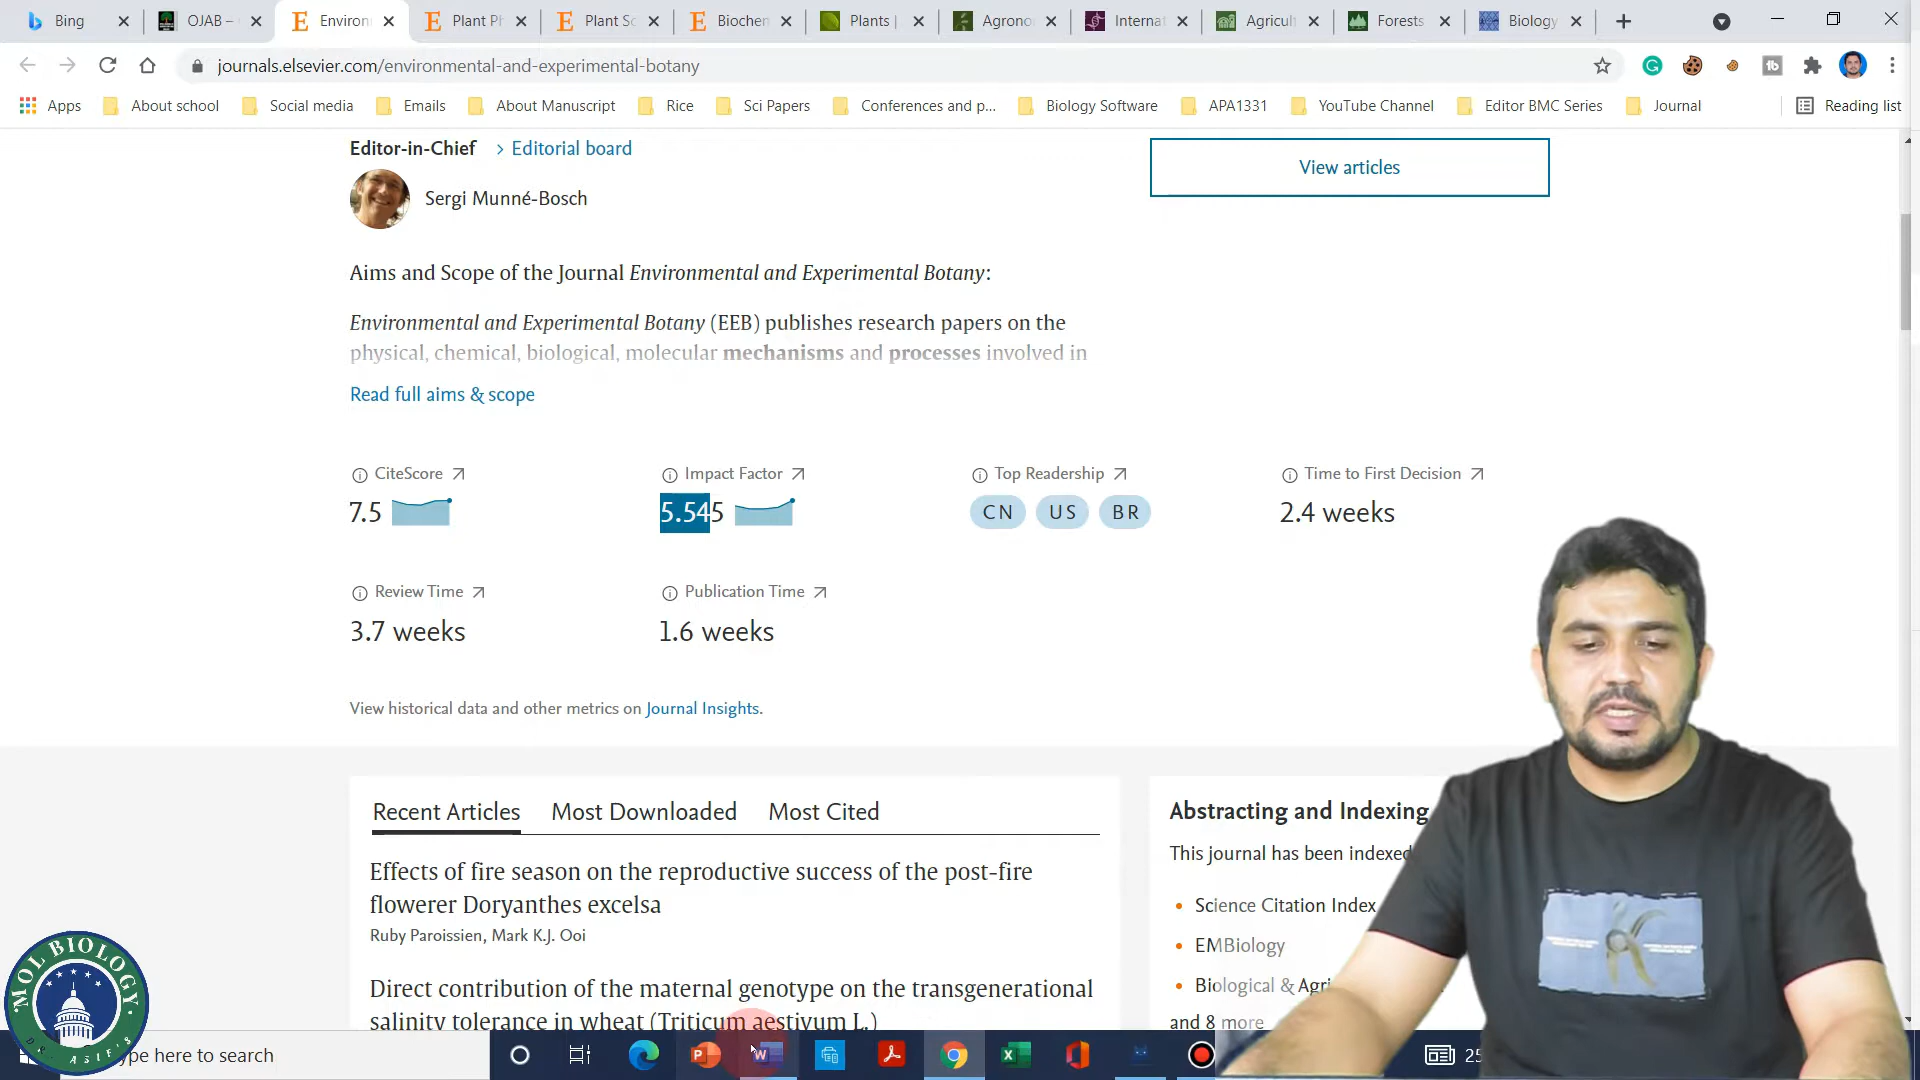 Bing
OJAB –
Environ
Plant Ph
Plant Sc
Biochen
Plants |
Agrono
Internat
Agricult
Forests
Biology
journals.elsevier.com/environmental-and-experimental-botany
Apps
About school
Social media
Emails
About Manuscript
Rice
Sci Papers
Conferences and p...
Biology Software
APA1331
YouTube Channel
Editor BMC Series
Journal
Reading list
Editor-in-Chief > Editorial board
View articles
Sergi Munné-Bosch
Aims and Scope of the Journal Environmental and Experimental Botany:
Environmental and Experimental Botany (EEB) publishes research papers on the
physical, chemical, biological, molecular mechanisms and processes involved in
Read full aims & scope
CiteScore
7.5
Impact Factor
5.545
Top Readership
CN US BR
Time to First Decision
2.4 weeks
Review Time
3.7 weeks
Publication Time
1.6 weeks
View historical data and other metrics on Journal Insights.
Recent Articles
Most Downloaded
Most Cited
Effects of fire season on the reproductive success of the post-fire
flowerer Doryanthes excelsa
Ruby Paroissien, Mark K.J. Ooi
Direct contribution of the maternal genotype on the transgenerational
salinity tolerance in wheat (Triticum aestivum L.)
Abstracting and Indexing
This journal has been indexed
Science Citation Index
EMBiology
Biological & Agri
and 8 more
MOL BIOLOGY
DR. ASIF'S
ype here to search
25